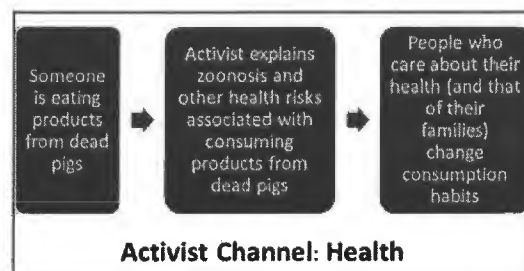 Someone
is eating
products
from dead
pigs
Activist explains
zoonosis and
other health risks
associated with
consuming
products from
dead pigs
People who
care about their
health (and that
of their
families)
change
consumption
habits
Activist Channel: Health